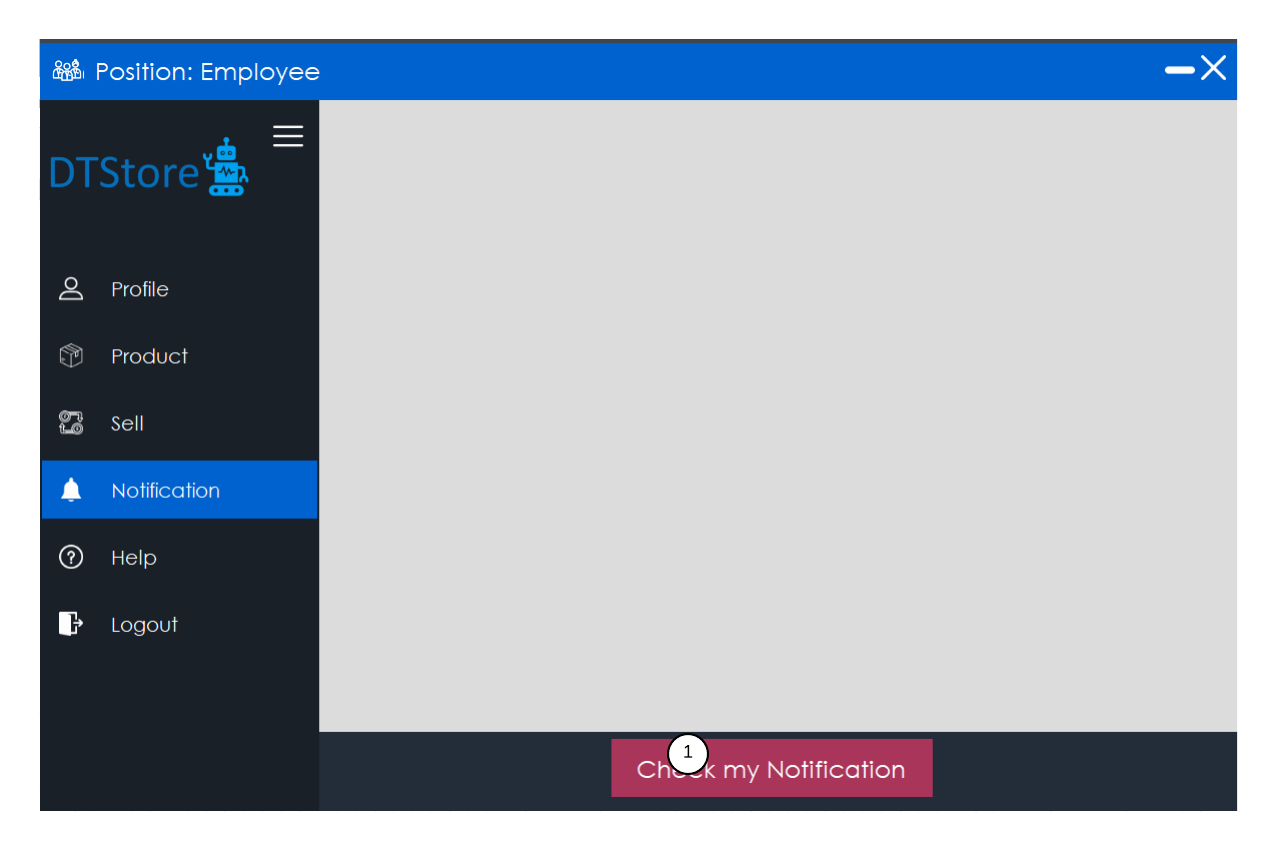 Position: Employee
DTStore
Profile
Product
Sell
Notification
Help
Logout
1
Check my Notification